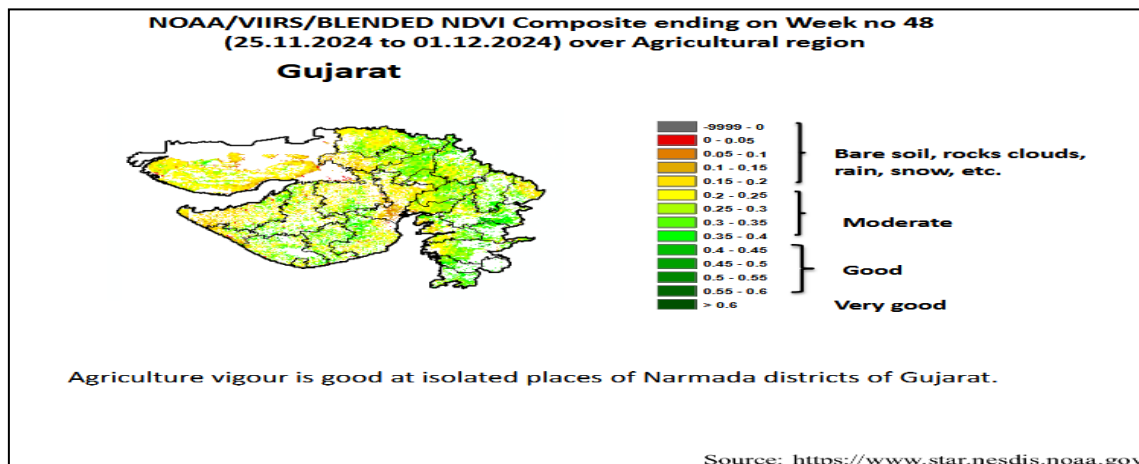 NOAA/VIIRS/BLENDED NDVI Composite ending on Week no 48
(25.11.2024 to 01.12.2024) over Agricultural region
Gujarat
-9999 - 0
0 - 0.05
0.05 - 0.1
0.1 - 0.15
0.15 - 0.2
0.2 - 0.25
0.25 - 0.3
0.3 - 0.35
0.35 - 0.4
0.4 - 0.45
0.45 - 0.5
0.5 - 0.55
0.55 - 0.6
> 0.6
Bare soil, rocks clouds,
rain, snow, etc.
Moderate
Good
Very good
Agriculture vigour is good at isolated places of Narmada districts of Gujarat.
Source: https://www.star.nesdis.noaa.gov